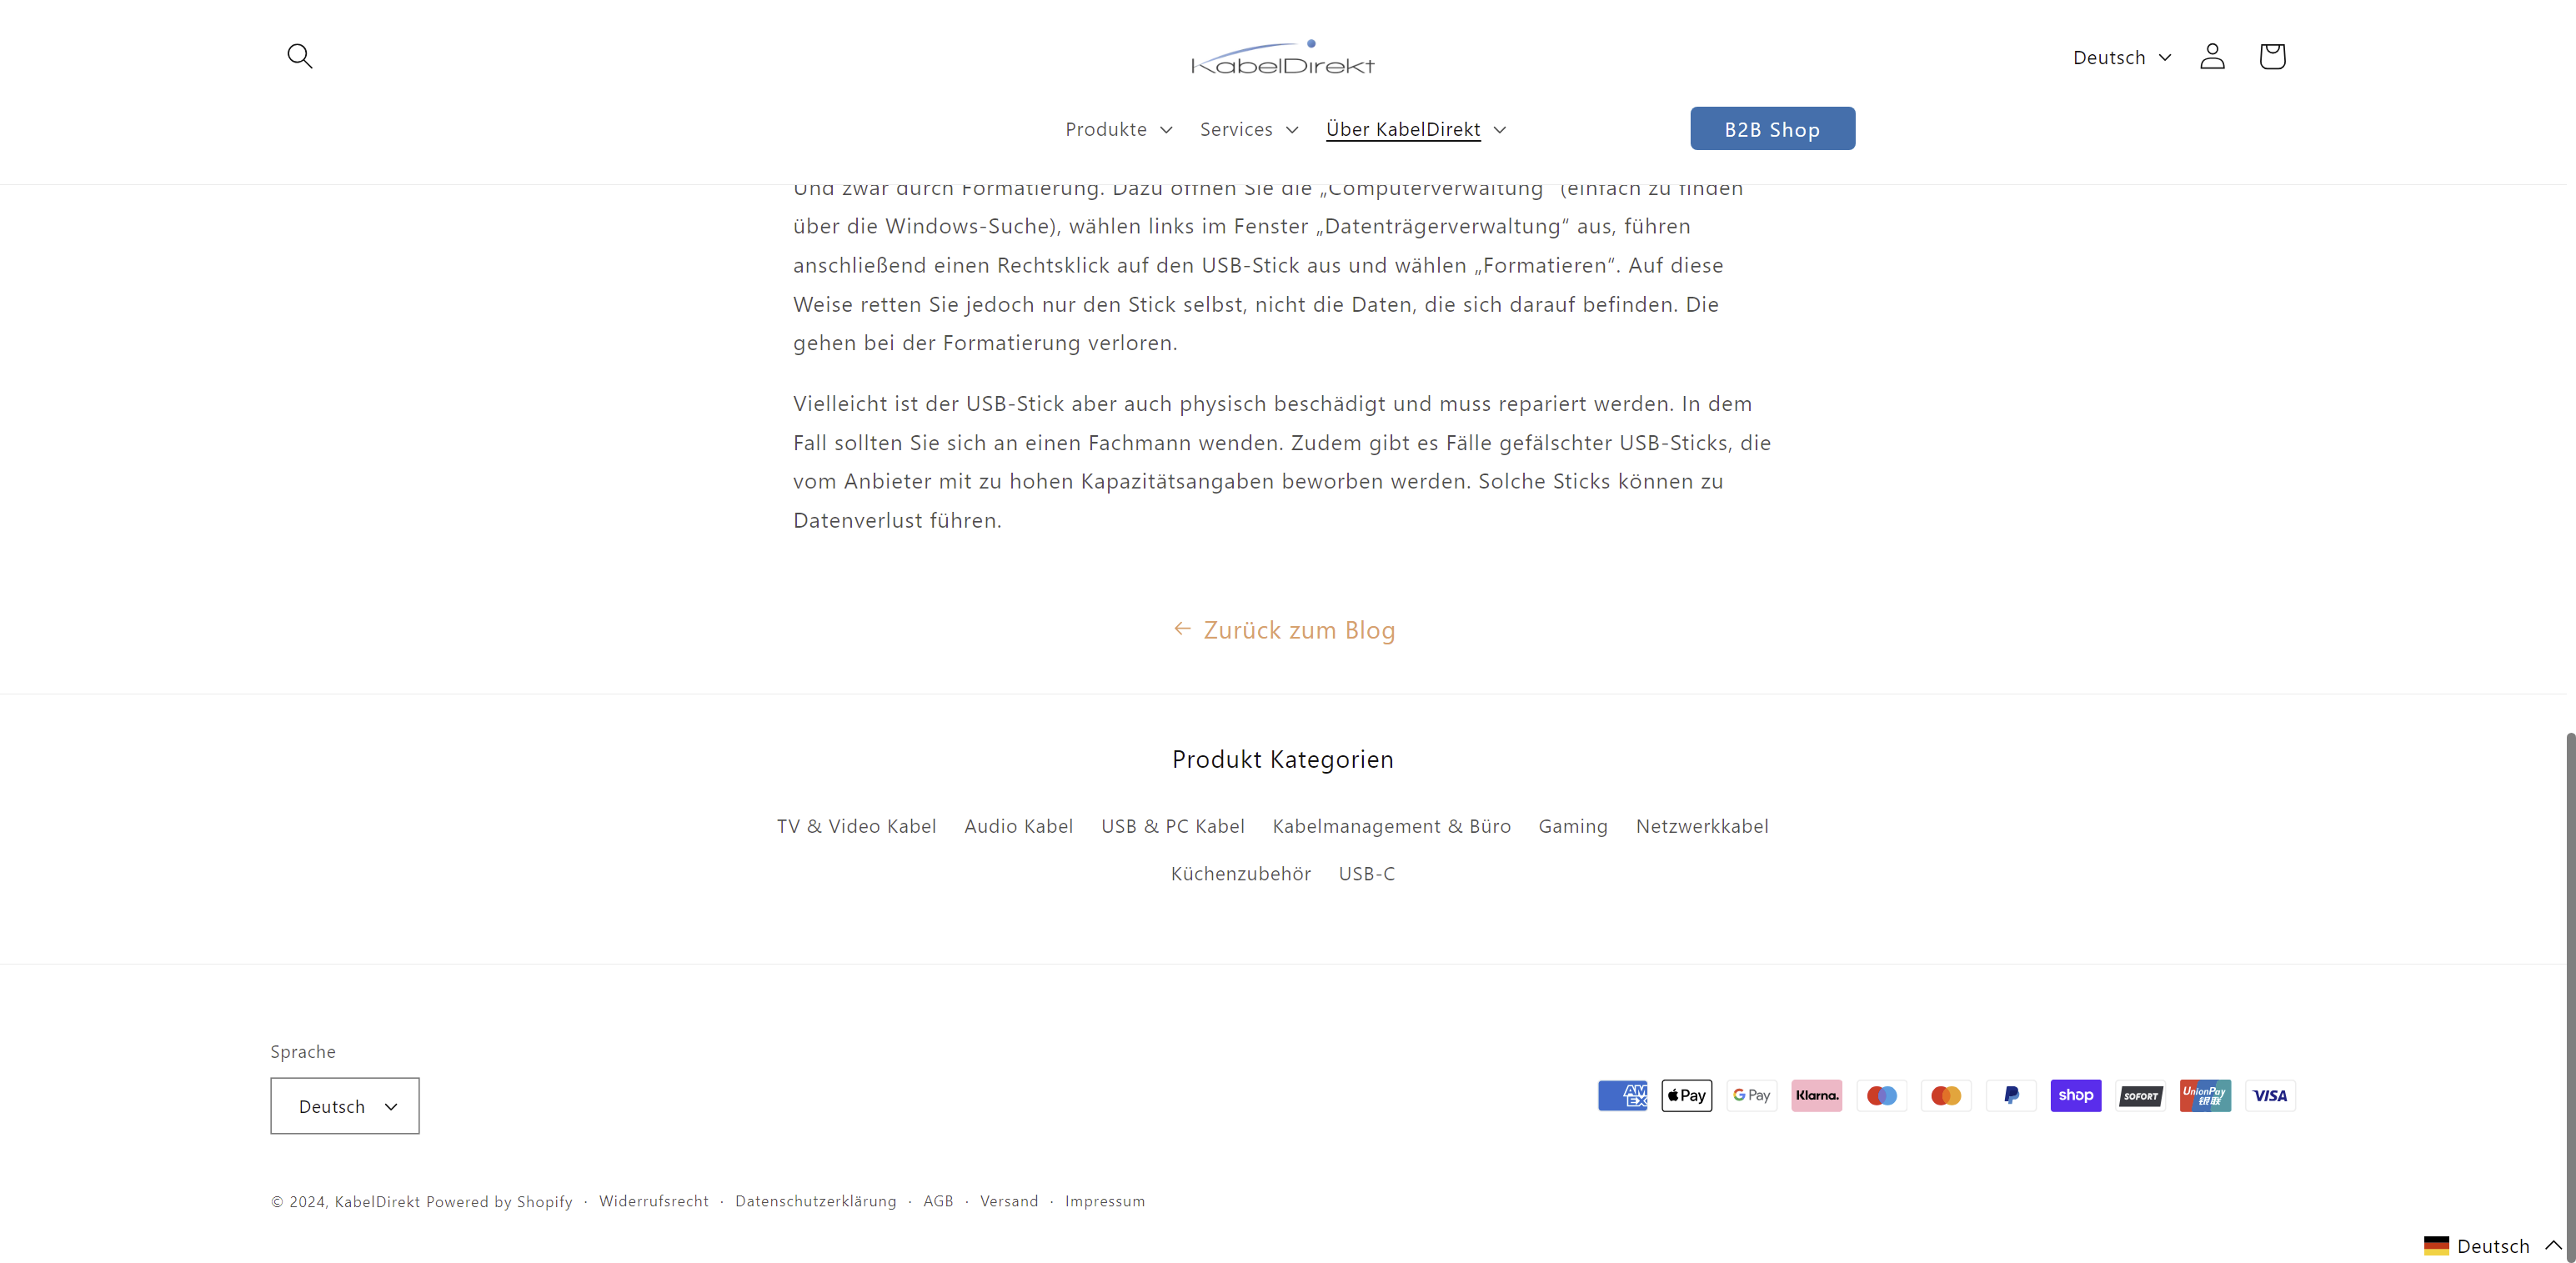 KabelDirekt
Deutsch
Produkte Services Über KabelDirekt B2B Shop
Und zwar durch Formatierung. Dazu öffnen Sie die „Computerverwaltung“ (einfach zu finden
über die Windows-Suche), wählen links im Fenster „Datenträgerverwaltung“ aus, führen
anschließend einen Rechtsklick auf den USB-Stick aus und wählen „Formatieren“. Auf diese
Weise retten Sie jedoch nur den Stick selbst, nicht die Daten, die sich darauf befinden. Die
gehen bei der Formatierung verloren.
Vielleicht ist der USB-Stick aber auch physisch beschädigt und muss repariert werden. In dem
Fall sollten Sie sich an einen Fachmann wenden. Zudem gibt es Fälle gefälschter USB-Sticks, die
vom Anbieter mit zu hohen Kapazitätsangaben beworben werden. Solche Sticks können zu
Datenverlust führen.
← Zurück zum Blog
Produkt Kategorien
TV & Video Kabel Audio Kabel USB & PC Kabel Kabelmanagement & Büro Gaming Netzwerkkabel
Küchenzubehör USB-C
Sprache
Deutsch
AMEX Pay G Pay Klarna. shop SOFORT UnionPay 银联 VISA
© 2024, KabelDirekt Powered by Shopify · Widerrufsrecht · Datenschutzerklärung · AGB · Versand · Impressum
Deutsch